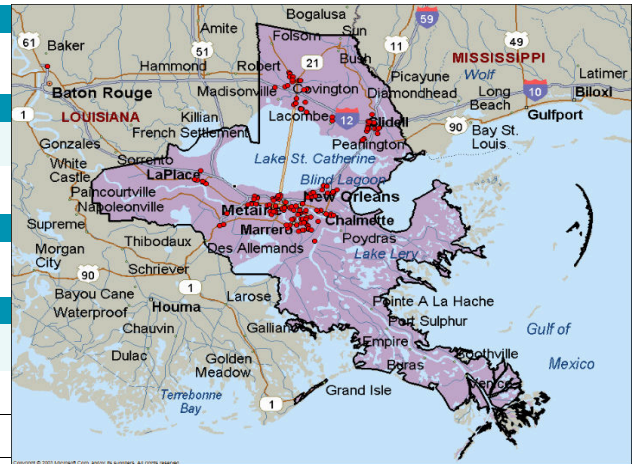 Bogalusa
Amite
Folsom
Sun
59
61
Baker
51
21
Bush
11
MISSISSIPPI
49
Hammond
Robert
Picayune
Wolf
Latimer
Baton Rouge
Madisonville
Covington
Diamondhead
Long Beach
10
Biloxi
1
LOUISIANA
Killian
Lacombe
12
Slidell
Gulfport
French Settlement
90
Bay St. Louis
Gonzales
Pearlington
White Castle
Sorrento
Lake St. Catherine
LaPlace
Blind Lagoon
Paincourtville
New Orleans
Napoleonville
Metairie
Chalmette
Supreme
Marrero
Poydras
Thibodaux
Des Allemands
Lake Lery
Morgan City
90
Schriever
1
Bayou Cane
Larose
Pointe A La Hache
Waterproof
Houma
Port Sulphur
Chauvin
Galliano
Gulf of Mexico
Empire
Boothville
Dulac
Golden Meadow
Buras
Venice
Terrebonne Bay
1
Grand Isle